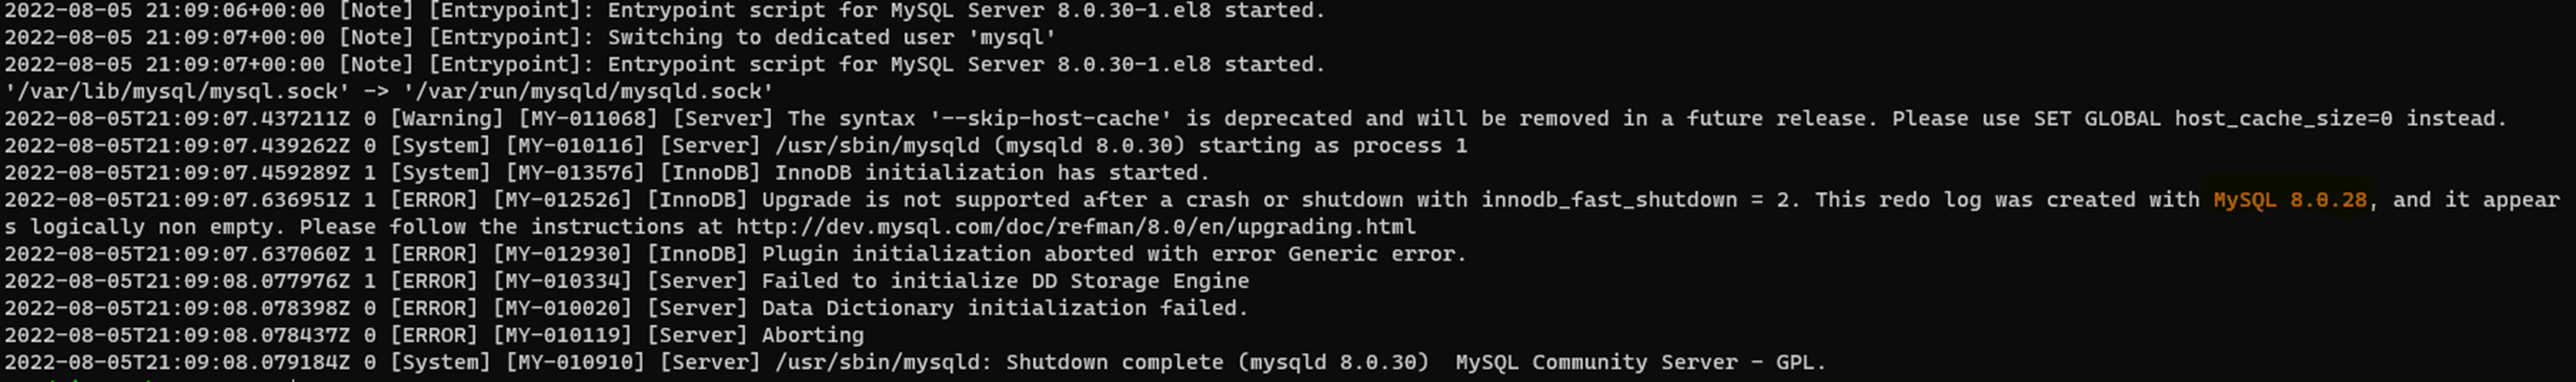 2022-08-05 21:09:06+00:00 [Note] [Entrypoint]: Entrypoint script for MySQL Server 8.0.30-1.el8 started.
2022-08-05 21:09:07+00:00 [Note] [Entrypoint]: Switching to dedicated user 'mysql'
2022-08-05 21:09:07+00:00 [Note] [Entrypoint]: Entrypoint script for MySQL Server 8.0.30-1.el8 started.
'/var/lib/mysql/mysql.sock' -> '/var/run/mysqld/mysqld.sock'
2022-08-05T21:09:07.437211Z 0 [Warning] [MY-011068] [Server] The syntax '--skip-host-cache' is deprecated and will be removed in a future release. Please use SET GLOBAL host_cache_size=0 instead.
2022-08-05T21:09:07.439262Z 0 [System] [MY-010116] [Server] /usr/sbin/mysqld (mysqld 8.0.30) starting as process 1
2022-08-05T21:09:07.459289Z 1 [System] [MY-013576] [InnoDB] InnoDB initialization has started.
2022-08-05T21:09:07.636951Z 1 [ERROR] [MY-012526] [InnoDB] Upgrade is not supported after a crash or shutdown with innodb_fast_shutdown = 2. This redo log was created with MySQL 8.0.28, and it appear
s logically non empty. Please follow the instructions at http://dev.mysql.com/doc/refman/8.0/en/upgrading.html
2022-08-05T21:09:07.637060Z 1 [ERROR] [MY-012930] [InnoDB] Plugin initialization aborted with error Generic error.
2022-08-05T21:09:08.077976Z 1 [ERROR] [MY-010334] [Server] Failed to initialize DD Storage Engine
2022-08-05T21:09:08.078398Z 0 [ERROR] [MY-010020] [Server] Data Dictionary initialization failed.
2022-08-05T21:09:08.078437Z 0 [ERROR] [MY-010119] [Server] Aborting
2022-08-05T21:09:08.079184Z 0 [System] [MY-010910] [Server] /usr/sbin/mysqld: Shutdown complete (mysqld 8.0.30)  MySQL Community Server - GPL.